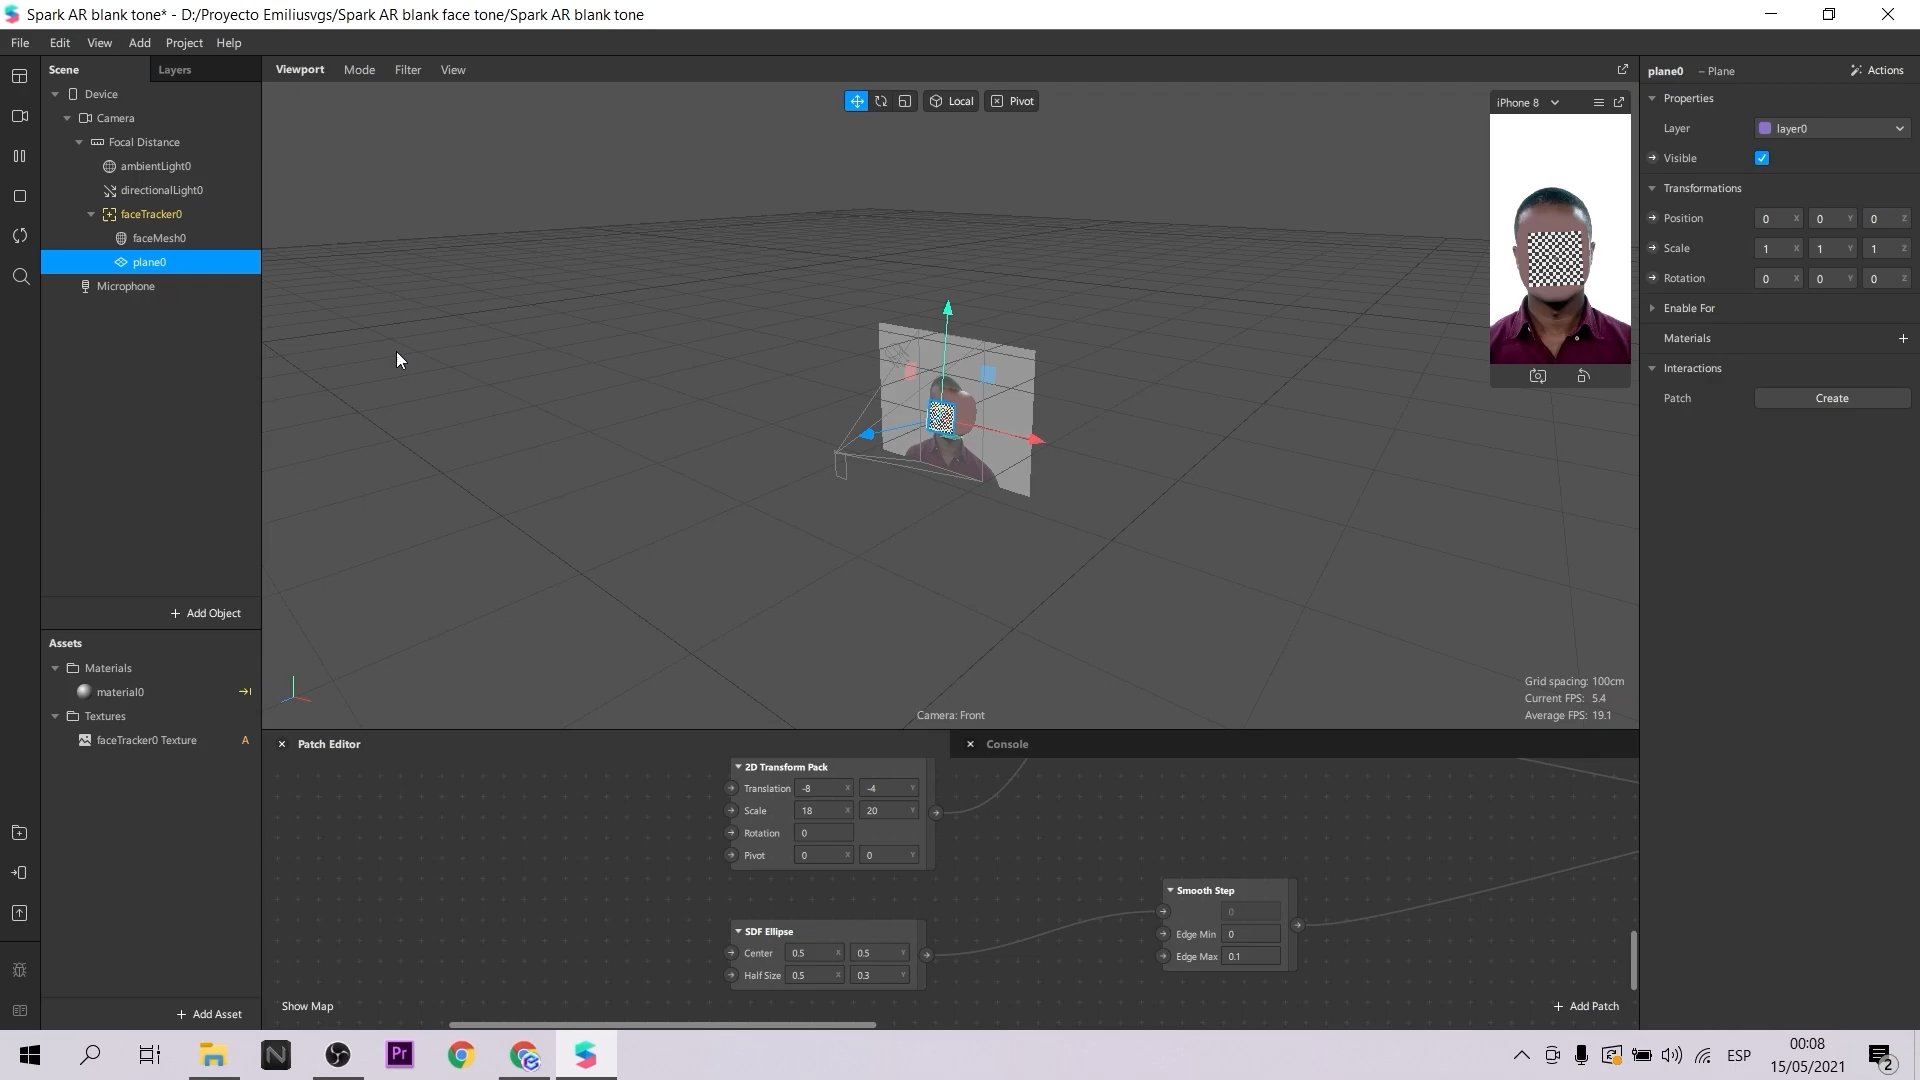 Spark AR blank tone* - D:/Proyecto Emiliusvgs/Spark AR blank face tone/Spark AR blank tone
File Edit View Add Project Help
Scene Layers
Device
Camera
Focal Distance
ambientLight0
directionalLight0
faceTracker0
faceMesh0
plane0
Microphone
+ Add Object
Assets
Materials
material0
Textures
faceTracker0 Texture A
+ Add Asset
Viewport Mode Filter View
Local Pivot
iPhone 8
Grid spacing: 100cm
Current FPS: 5.4
Average FPS: 19.1
Camera: Front
Patch Editor
Console
2D Transform Pack
Translation -8 X -4 Y
Scale 18 X 20 Y
Rotation 0
Pivot 0 X 0 Y
SDF Ellipse
Center 0.5 X 0.5 Y
Half Size 0.5 X 0.3 Y
Smooth Step
0
Edge Min 0
Edge Max 0.1
Show Map
+ Add Patch
plane0 – Plane Actions
Properties
Layer layer0
Visible
Transformations
Position 0 X 0 Y 0 Z
Scale 1 X 1 Y 1 Z
Rotation 0 X 0 Y 0 Z
Enable For
Materials +
Interactions
Patch Create
N
Pr
ESP
00:08
15/05/2021
2